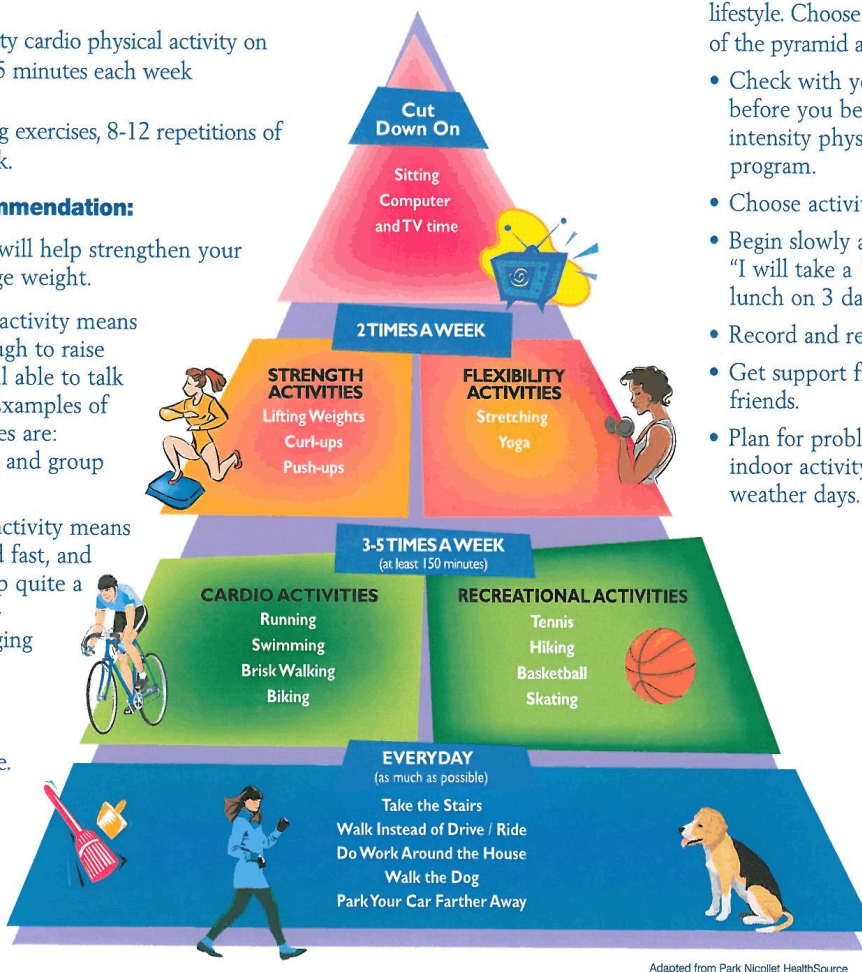 ty cardio physical activity on
5 minutes each week
g exercises, 8-12 repetitions of
k.
mmendation:
will help strengthen your
ge weight.
activity means
ugh to raise
l able to talk
Examples of
es are:
and group
activity means
d fast, and
p quite a
ging
e.
Cut
Down On
Sitting
Computer
and TV time
2 TIMES A WEEK
STRENGTH
ACTIVITIES
Lifting Weights
Curl-ups
Push-ups
FLEXIBILITY
ACTIVITIES
Stretching
Yoga
3-5 TIMES A WEEK
(at least 150 minutes)
CARDIO ACTIVITIES
Running
Swimming
Brisk Walking
Biking
RECREATIONAL ACTIVITIES
Tennis
Hiking
Basketball
Skating
EVERYDAY
(as much as possible)
Take the Stairs
Walk Instead of Drive / Ride
Do Work Around the House
Walk the Dog
Park Your Car Farther Away
lifestyle. Choose
of the pyramid a
• Check with yo
before you be
intensity phys
program.
• Choose activi
• Begin slowly a
"I will take a
lunch on 3 da
• Record and re
• Get support f
friends.
• Plan for probl
indoor activity
weather days.
Adapted from Park Nicollet HealthSource